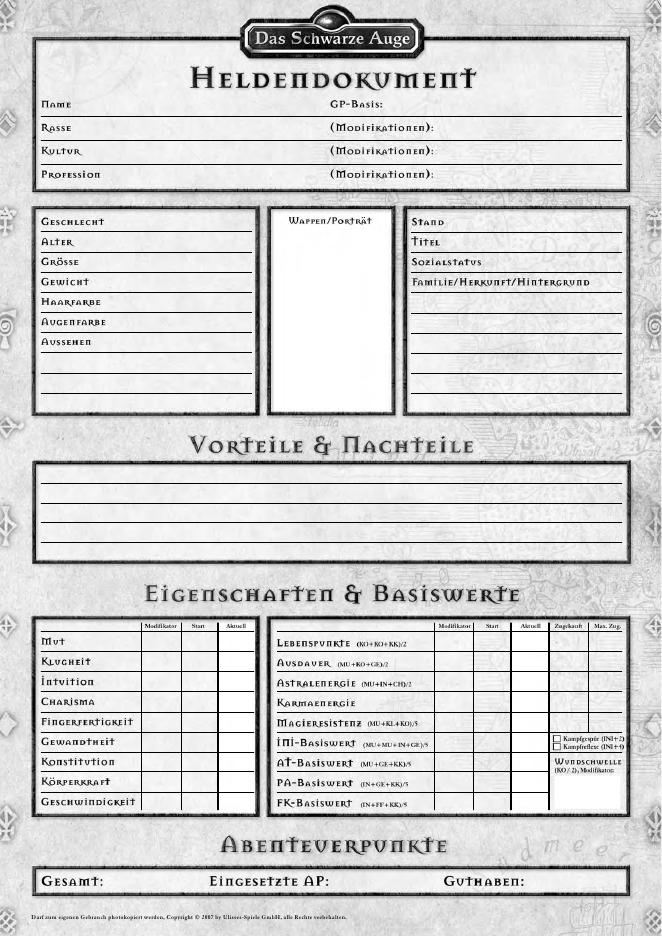 Das Schwarze Auge
Heldendokument
Name GP-Basis:
Rasse (Modifikationen):
Kultur (Modifikationen):
Profession (Modifikationen):
Geschlecht
Alter
Grösse
Gewicht
Haarfarbe
Augenfarbe
Aussehen
Wappen/Porträt
Stand
Titel
Sozialstatus
Familie/Herkunft/Hintergrund
Vorteile & Nachteile
Eigenschaften & Basiswerte
Modifikator Start Aktuell
Mut
Klugheit
Intuition
Charisma
Fingerfertigkeit
Gewandtheit
Konstitution
Körperkraft
Geschwindigkeit
Modifikator Start Aktuell Zugekauft Max. Zug.
Lebenspunkte (KO+KO+KK)/2
Ausdauer (MU+KO+GE)/2
Astralenergie (MU+IN+CH)/2
Karmaenergie
Magieresistenz (MU+KL+KO)/5
INI-Basiswert (MU+MU+IN+GE)/5
AT-Basiswert (MU+GE+KK)/5
PA-Basiswert (IN+GE+KK)/5
FK-Basiswert (IN+FF+KK)/5
Kampfgespür (INI+2)
Kampfreflexe (INI+4)
Wundschwelle
(KO / 2), Modifikator:
Abenteuerpunkte
Gesamt: Eingesetzte AP: Guthaben:
Darf zum eigenen Gebrauch photokopiert werden, Copyright © 2007 by Ulisses-Spiele GmbH, alle Rechte vorbehalten.